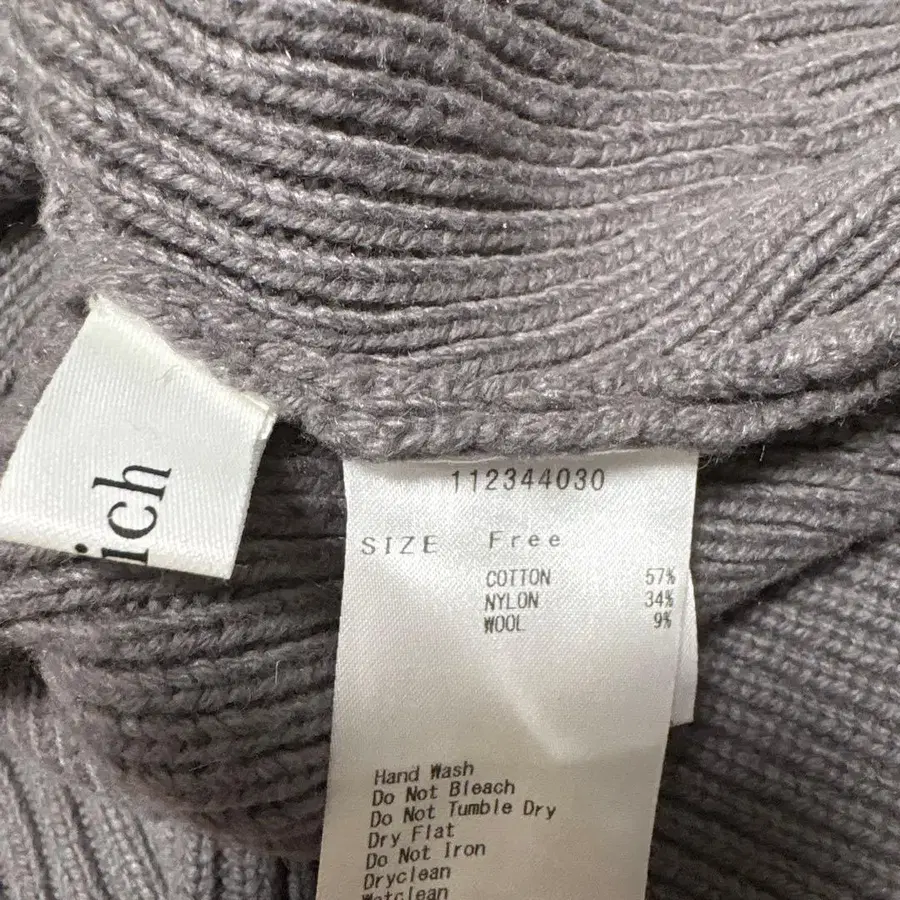 ich
112344030
SIZE Free
COTTON 57%
NYLON 34%
WOOL 9%
Hand Wash
Do Not Bleach
Do Not Tumble Dry
Dry Flat
Do Not Iron
Dryclean
Wetclean